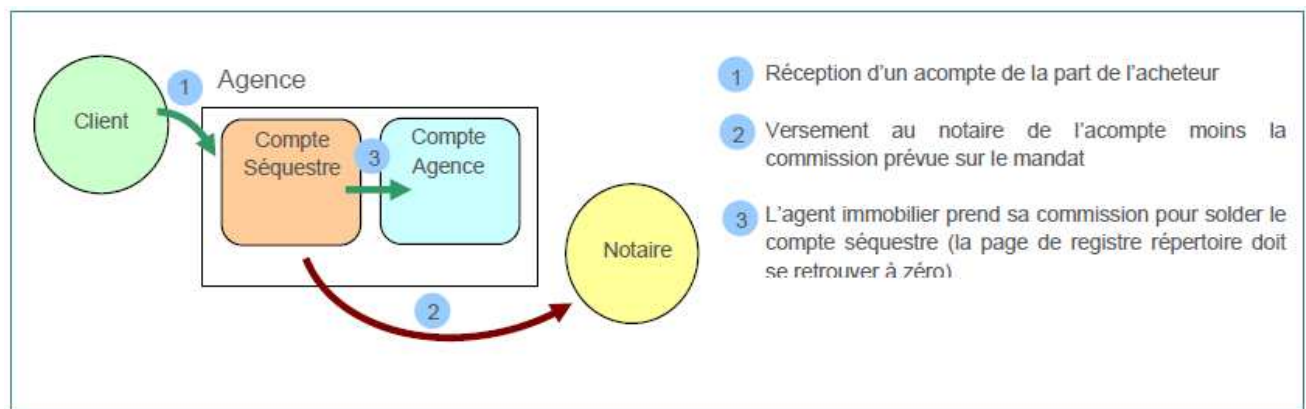 Agence
1
Client
Compte
Séquestre
3
Compte
Agence
Notaire
2
1 Réception d'un acompte de la part de l'acheteur
2 Versement au notaire de l'acompte moins la
commission prévue sur le mandat
3 L'agent immobilier prend sa commission pour solder le
compte séquestre (la page de registre répertoire doit
se retrouver à zéro)